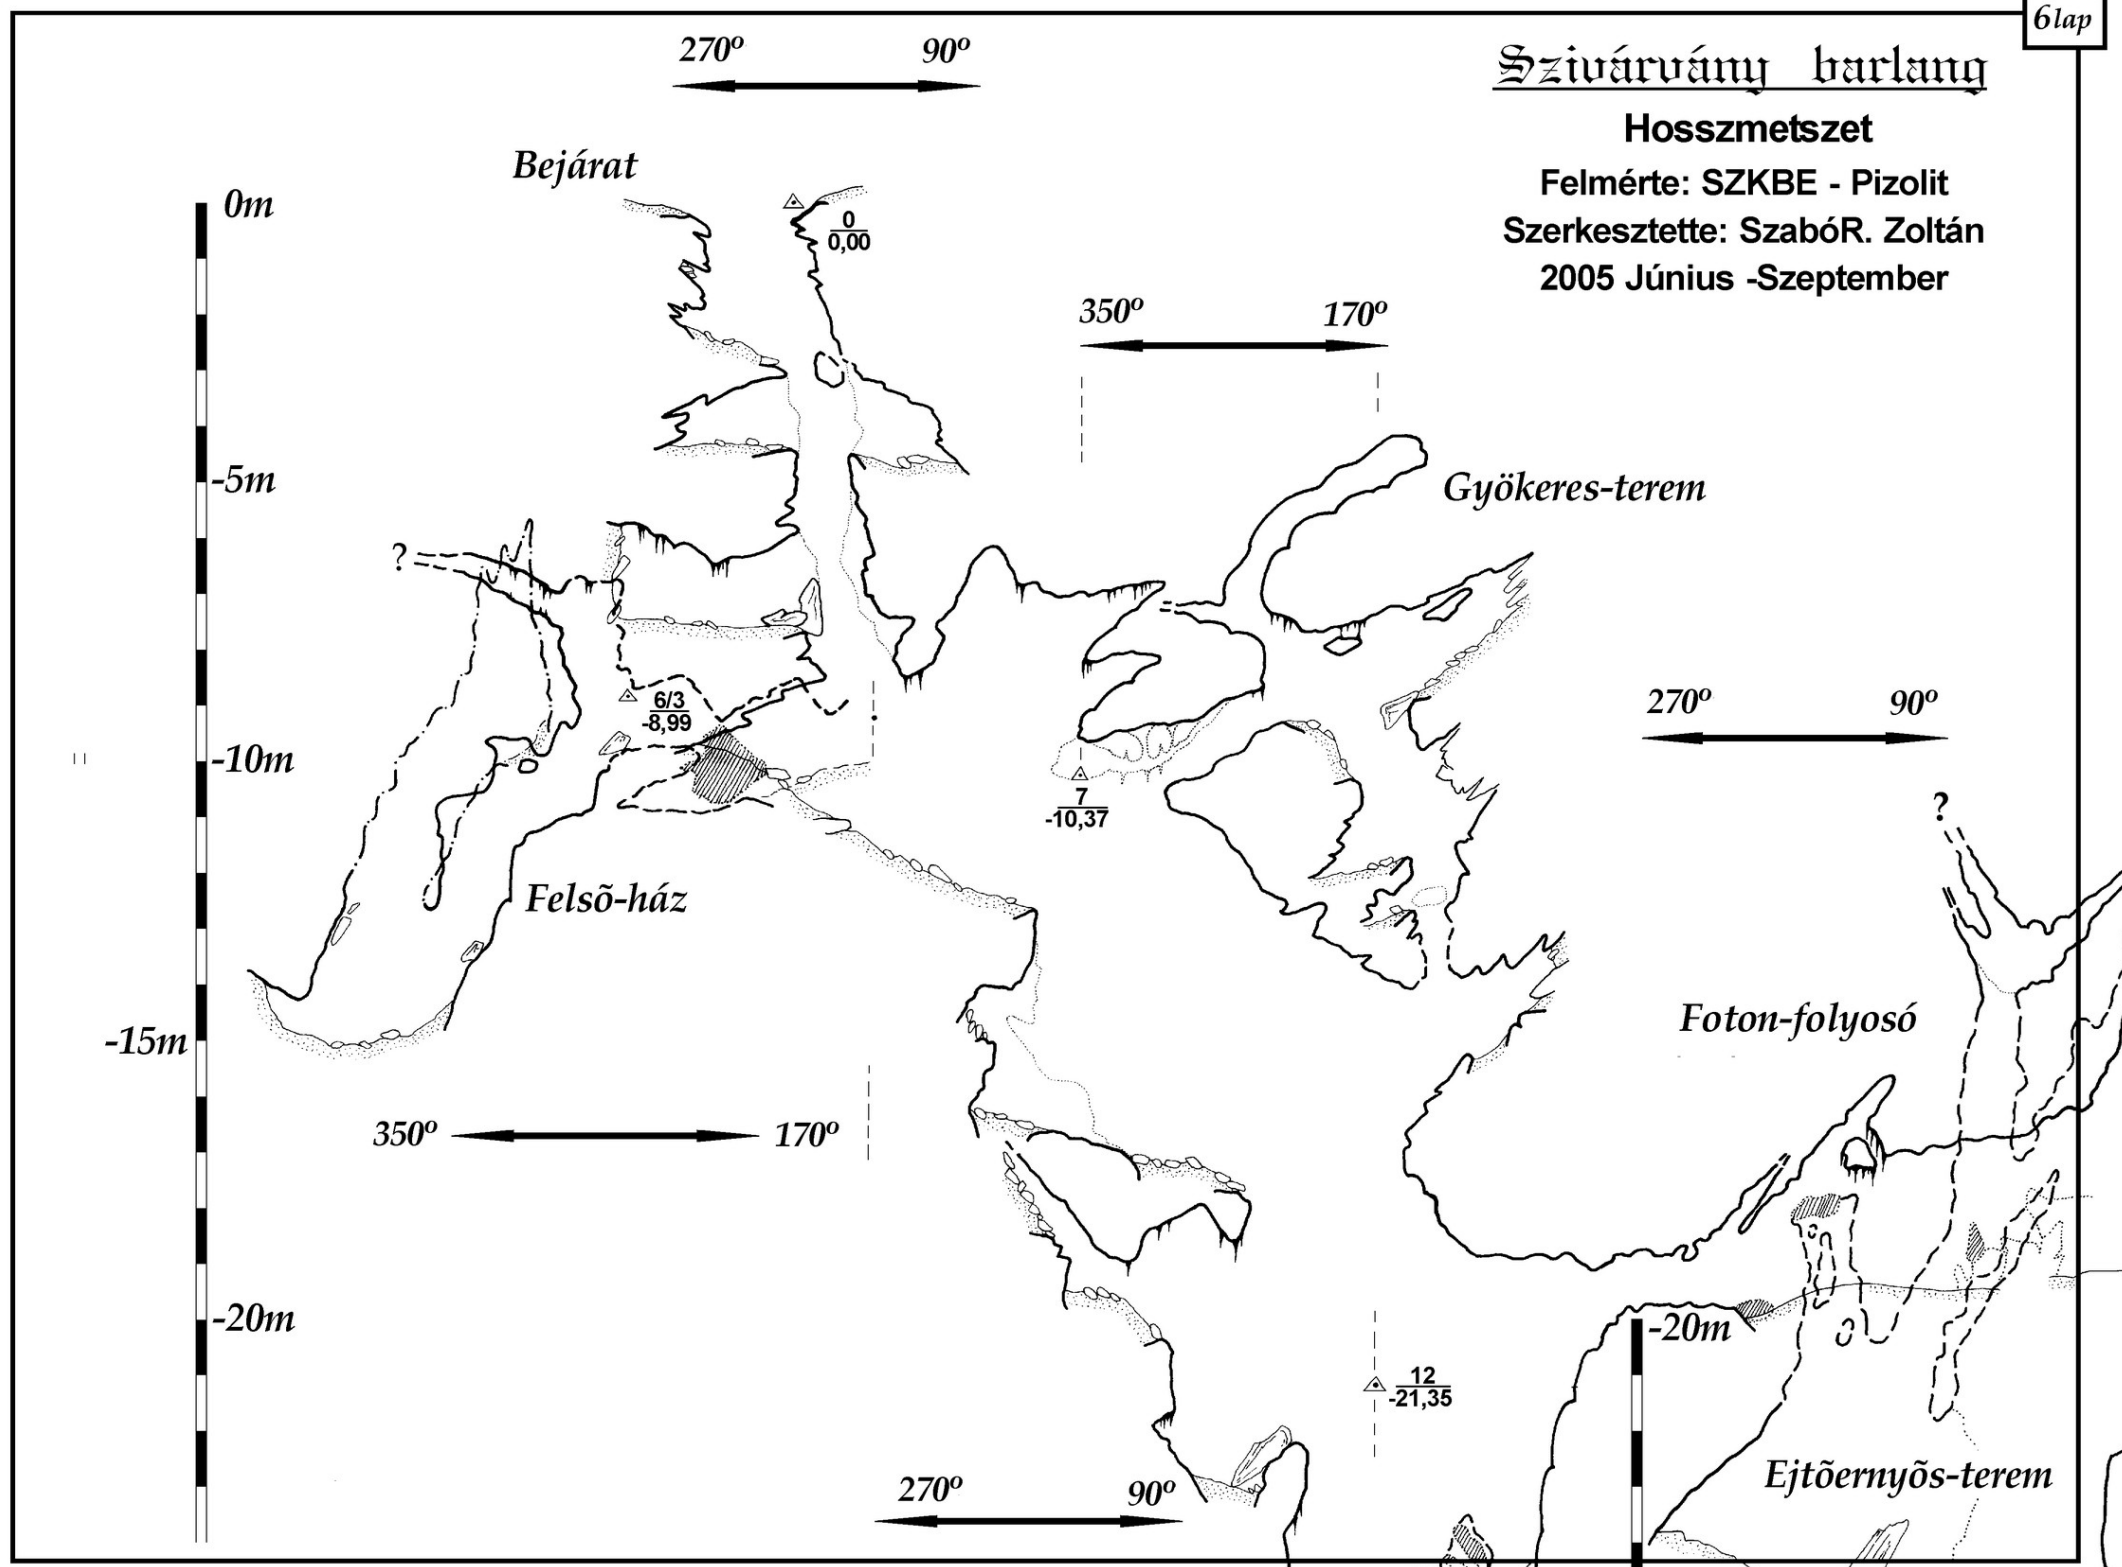 6lap
270° 90°
Szivárvány barlang
Hosszmetszet
Felmérte: SZKBE - Pizolit
Szerkesztette: SzabóR. Zoltán
2005 Június -Szeptember
Bejárat
0m
0
0,00
350° 170°
-5m
Gyökeres-terem
?
6/3
-8,99
270° 90°
-10m
7
-10,37
?
Felsõ-ház
Foton-folyosó
-15m
350° 170°
-20m
-20m
12
-21,35
Ejtõernyõs-terem
270° 90°